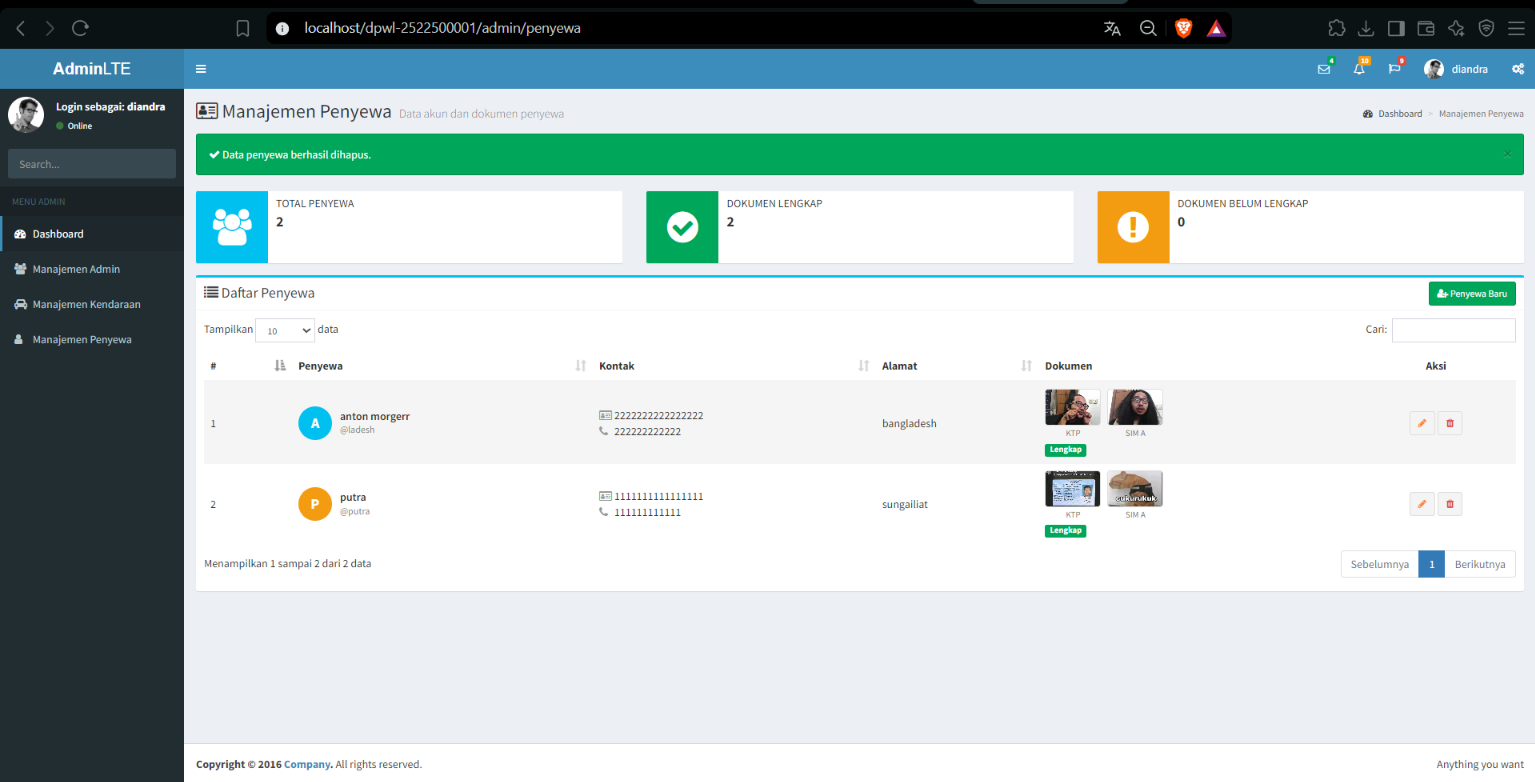 localhost/dpwl-2522500001/admin/penyewa
AdminLTE
4
10
9
diandra
Login sebagai: diandra
Online
Search...
MENU ADMIN
Dashboard
Manajemen Admin
Manajemen Kendaraan
Manajemen Penyewa
Manajemen Penyewa Data akun dan dokumen penyewa
Dashboard > Manajemen Penyewa
Data penyewa berhasil dihapus.
×
TOTAL PENYEWA
2
DOKUMEN LENGKAP
2
DOKUMEN BELUM LENGKAP
0
Daftar Penyewa
Penyewa Baru
Tampilkan 10 data
Cari:
# Penyewa Kontak Alamat Dokumen Aksi
1
A
anton morgerr
@ladesh
2222222222222222
222222222222
bangladesh
KTP SIM A
Lengkap
2
P
putra
@putra
1111111111111111
111111111111
sungailiat
cukurukuk
KTP SIM A
Lengkap
Menampilkan 1 sampai 2 dari 2 data
Sebelumnya 1 Berikutnya
Copyright © 2016 Company. All rights reserved.
Anything you want